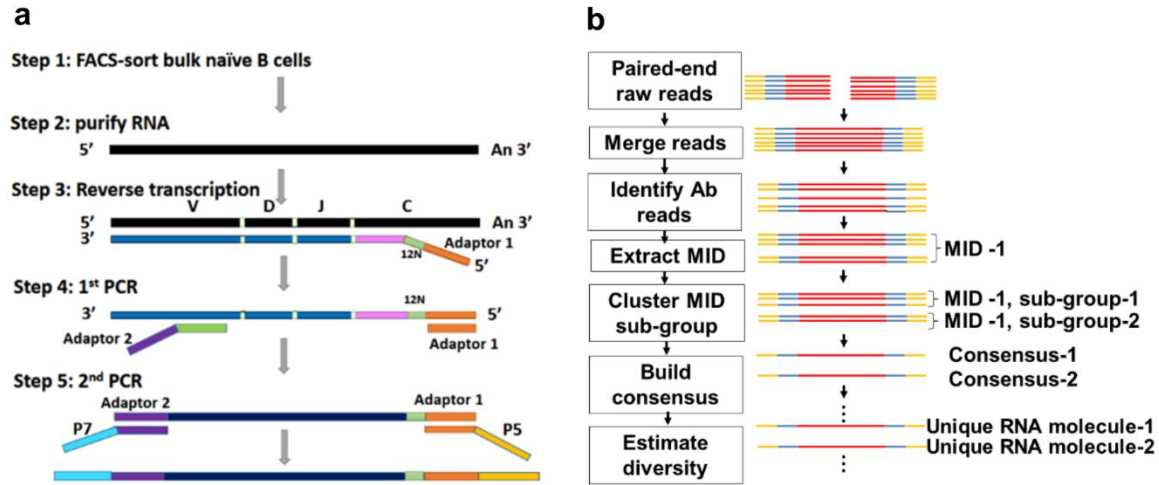 a
Step 1: FACS-sort bulk naïve B cells
Step 2: purify RNA
5’ An 3’
Step 3: Reverse transcription
V D J C
5’ An 3’
3’ Adaptor 1
12N
5’
Step 4: 1st PCR
12N
3’ 5’
Adaptor 2 Adaptor 1
Step 5: 2nd PCR
Adaptor 2 Adaptor 1
P7 P5
b
Paired-end
raw reads
Merge reads
Identify Ab
reads
Extract MID
MID -1
Cluster MID
sub-group
MID -1, sub-group-1
MID -1, sub-group-2
Build
consensus
Consensus-1
Consensus-2
Estimate
diversity
Unique RNA molecule-1
Unique RNA molecule-2